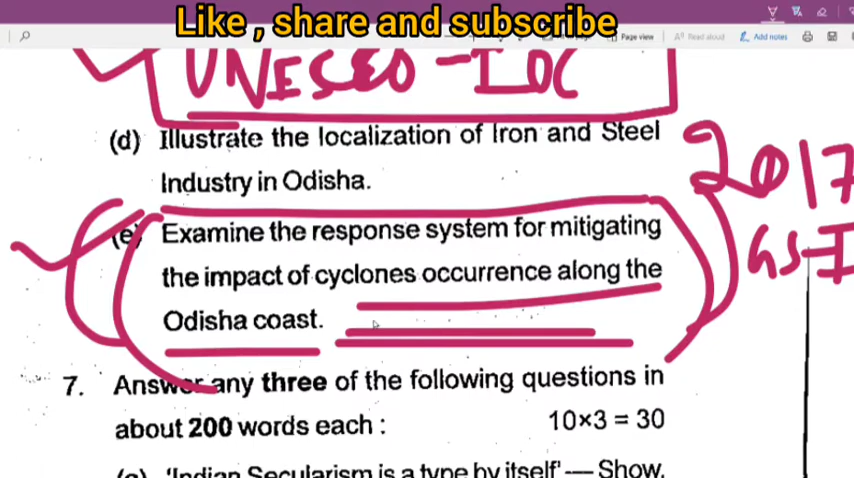 Like , share and subscribe
Page view
Read aloud
Add notes
UNESCO-IOC
(d) Illustrate the localization of Iron and Steel
Industry in Odisha.
2017
(e) Examine the response system for mitigating
GS-I
the impact of cyclones occurrence along the
Odisha coast.
7. Answer any three of the following questions in
about 200 words each : 10×3 = 30
'Indian Secularism is a type by itself' — Show.